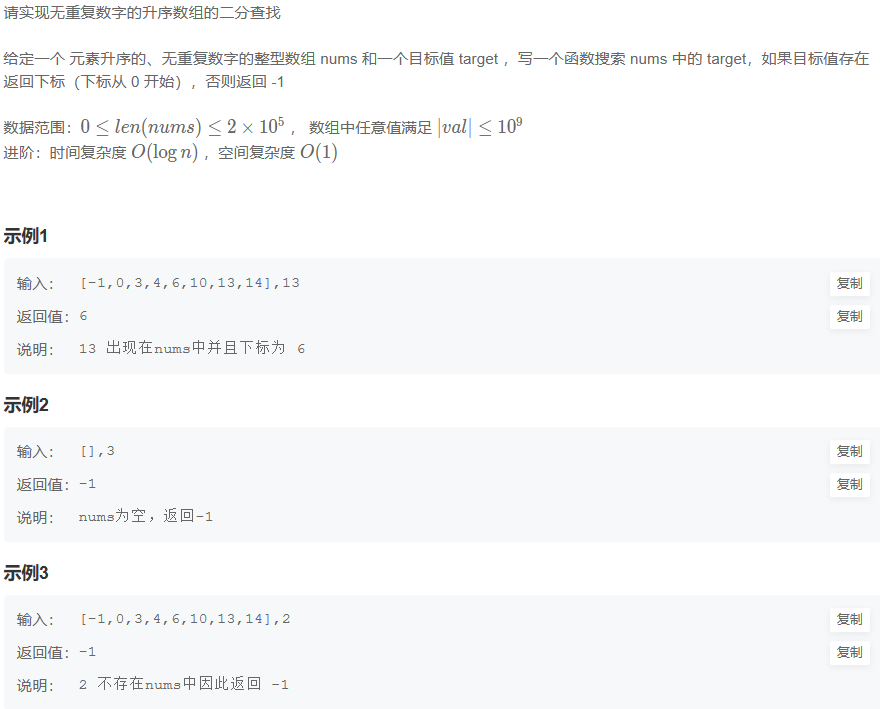 请实现无重复数字的升序数组的二分查找
给定一个 元素升序的、无重复数字的整型数组 nums 和一个目标值 target ，写一个函数搜索 nums 中的 target，如果目标值存在
返回下标（下标从 0 开始），否则返回 -1
数据范围：0 ≤ len(nums) ≤ 2 × 10⁵ ， 数组中任意值满足 |val| ≤ 10⁹
进阶：时间复杂度 O(log n) ，空间复杂度 O(1)
示例1
输入： [-1,0,3,4,6,10,13,14],13 复制
返回值： 6 复制
说明： 13 出现在nums中并且下标为 6
示例2
输入： [],3 复制
返回值： -1 复制
说明： nums为空，返回-1
示例3
输入： [-1,0,3,4,6,10,13,14],2 复制
返回值： -1 复制
说明： 2 不存在nums中因此返回 -1